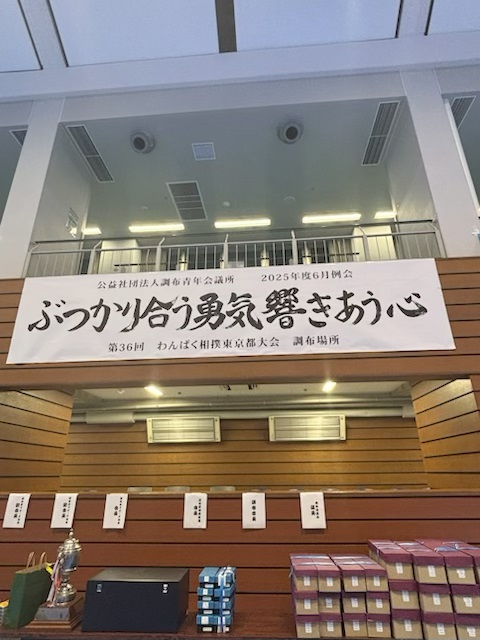 公益社団法人調布青年会議所　2025年度6月例会
ぶつかり合う勇気響きあう心
第36回　わんぱく相撲東京都大会　調布場所